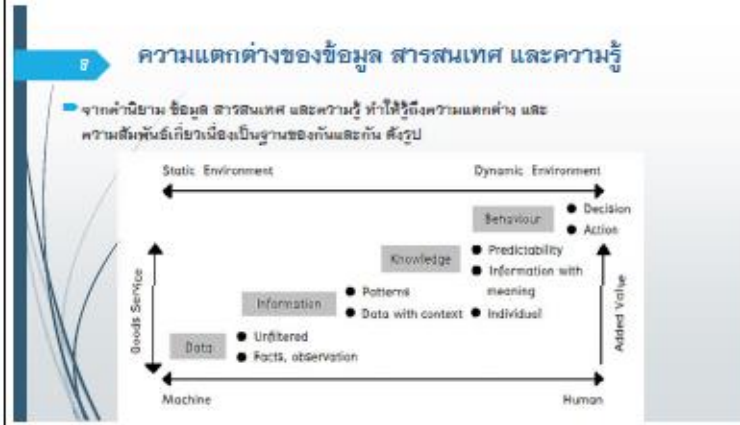 8
ความแตกต่างของข้อมูล สารสนเทศ และความรู้
จากคำนิยาม ข้อมูล สารสนเทศ และความรู้ ทำให้รู้ถึงความแตกต่าง และ
ความสัมพันธ์เกี่ยวเนื่องเป็นฐานของกันและกัน ดังรูป
Static Environment
Dynamic Environment
Behaviour
Decision
Action
Knowledge
Predictability
Information with
meaning
Individual
Information
Patterns
Data with context
Data
Unfiltered
Facts, observation
Goods Service
Added Value
Machine
Human